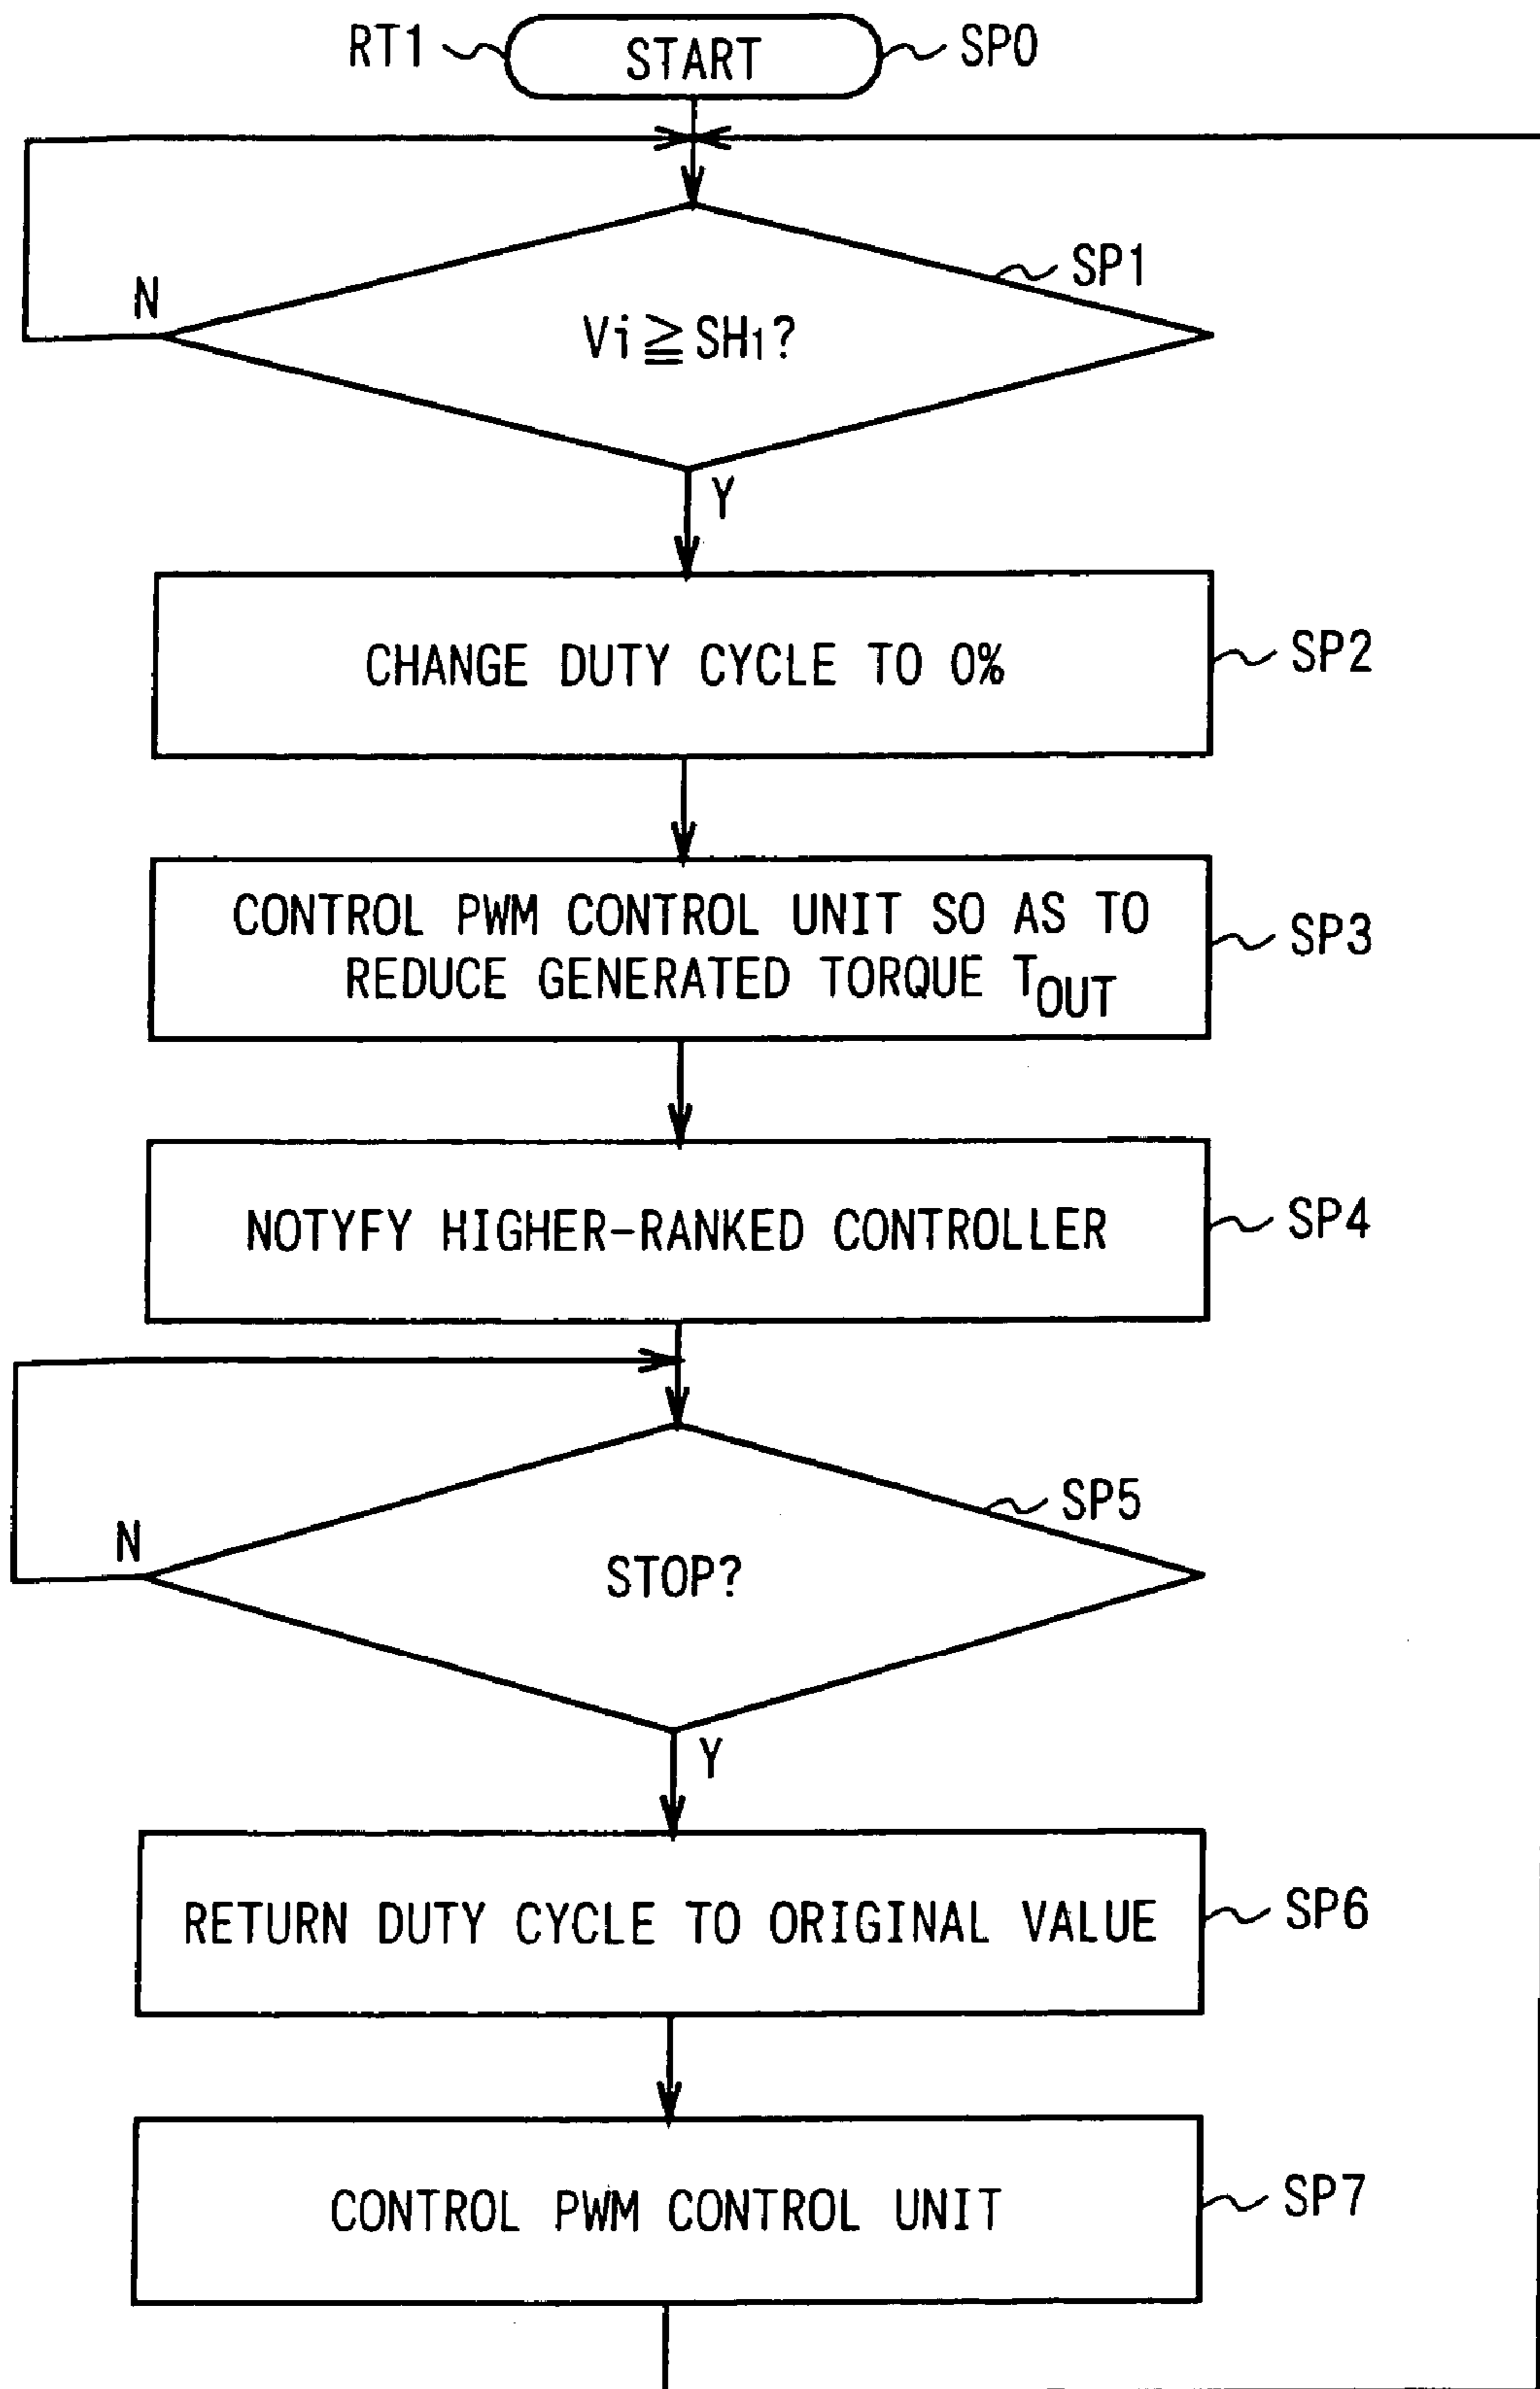 RT1 START SP0
SP1
N
Vi ≧ SH1?
Y
CHANGE DUTY CYCLE TO 0%
SP2
CONTROL PWM CONTROL UNIT SO AS TO
REDUCE GENERATED TORQUE TOUT
SP3
NOTYFY HIGHER-RANKED CONTROLLER
SP4
SP5
N
STOP?
Y
RETURN DUTY CYCLE TO ORIGINAL VALUE
SP6
CONTROL PWM CONTROL UNIT
SP7